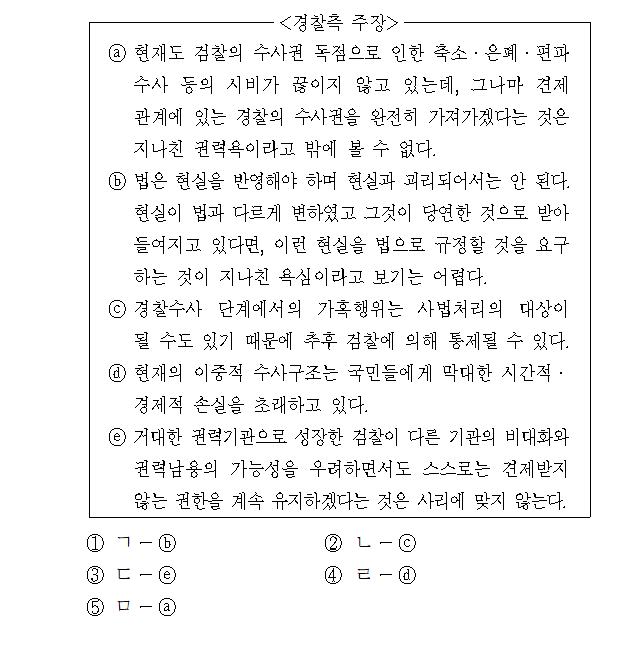 <경찰측 주장>
ⓐ 현재도 검찰의 수사권 독점으로 인한 축소·은폐·편파
수사 등의 시비가 끊이지 않고 있는데, 그나마 견제
관계에 있는 경찰의 수사권을 완전히 가져가겠다는 것은
지나친 권력욕이라고 밖에 볼 수 없다.
ⓑ 법은 현실을 반영해야 하며 현실과 괴리되어서는 안 된다.
현실이 법과 다르게 변하였고 그것이 당연한 것으로 받아
들여지고 있다면, 이런 현실을 법으로 규정할 것을 요구
하는 것이 지나친 욕심이라고 보기는 어렵다.
ⓒ 경찰수사 단계에서의 가혹행위는 사법처리의 대상이
될 수도 있기 때문에 추후 검찰에 의해 통제될 수 있다.
ⓓ 현재의 이중적 수사구조는 국민들에게 막대한 시간적·
경제적 손실을 초래하고 있다.
ⓔ 거대한 권력기관으로 성장한 검찰이 다른 기관의 비대화와
권력남용의 가능성을 우려하면서도 스스로는 견제받지
않는 권한을 계속 유지하겠다는 것은 사리에 맞지 않는다.
① ㄱ － ⓑ ② ㄴ － ⓒ
③ ㄷ － ⓔ ④ ㄹ － ⓓ
⑤ ㅁ － ⓐ